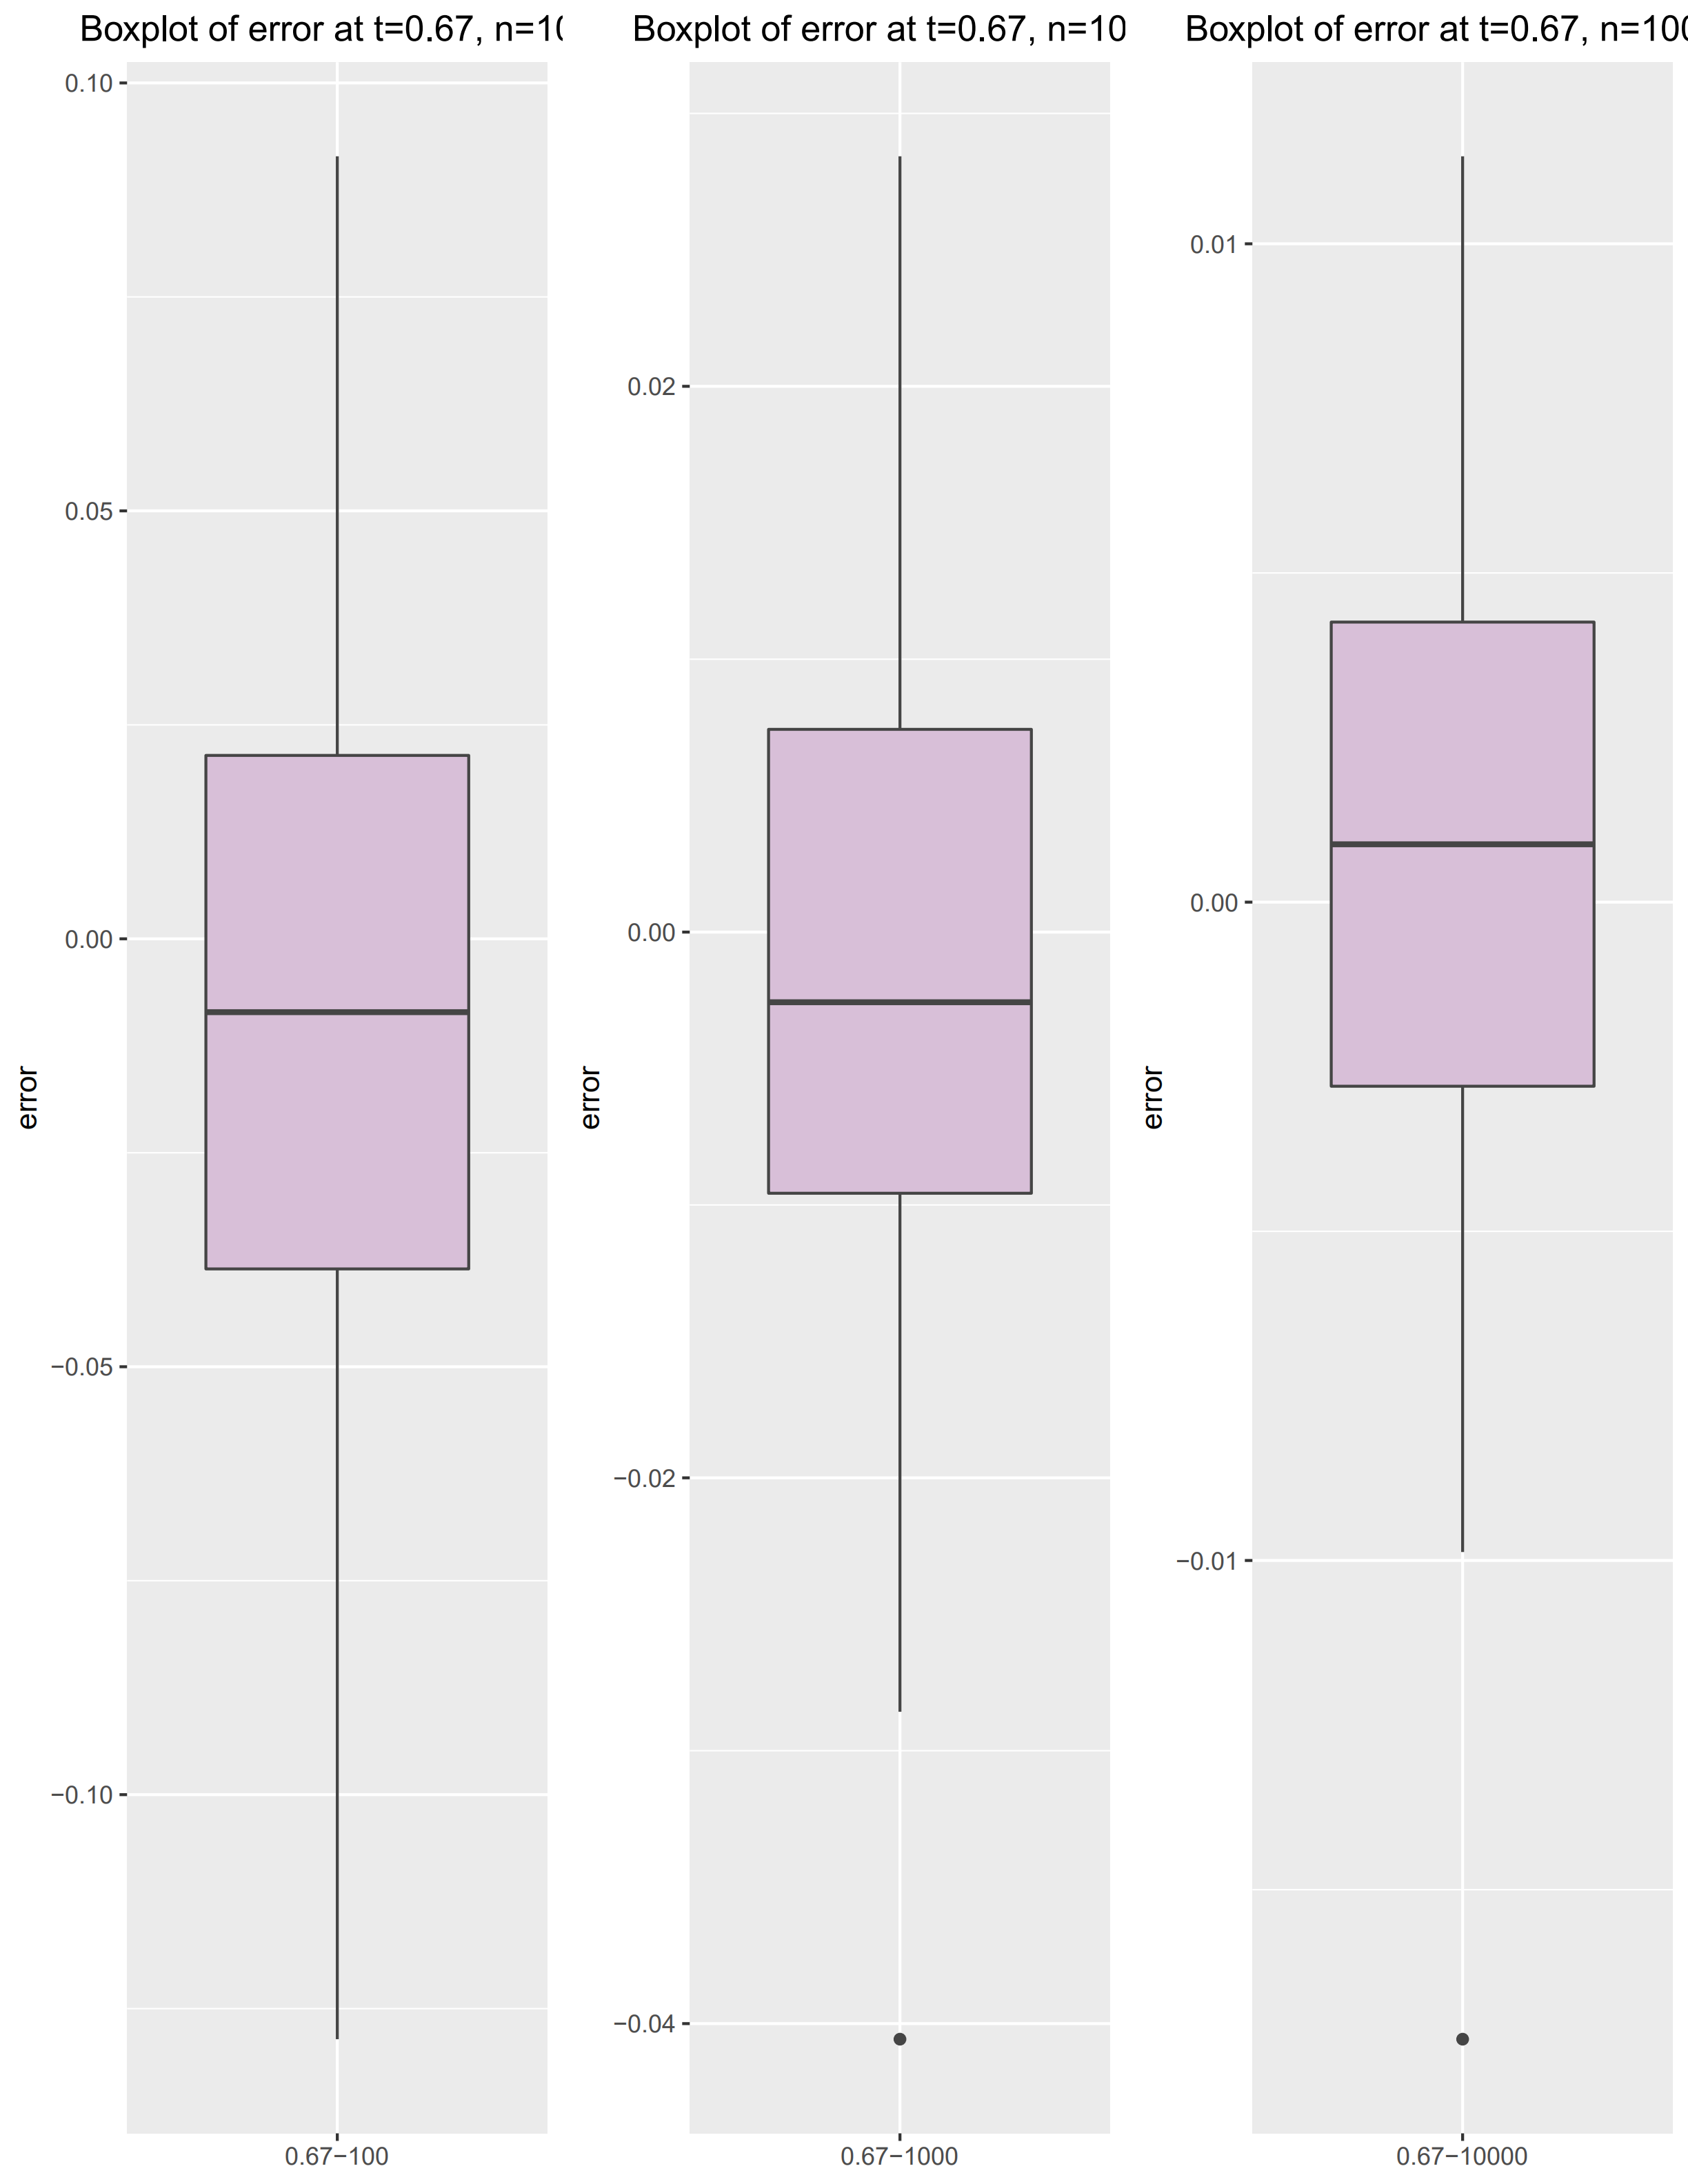 Boxplot of error at t=0.67, n=10
Boxplot of error at t=0.67, n=10
Boxplot of error at t=0.67, n=100
error
0.10
0.05
0.00
−0.05
−0.10
0.67−100
error
0.02
0.00
−0.02
−0.04
0.67−1000
error
0.01
0.00
−0.01
0.67−10000